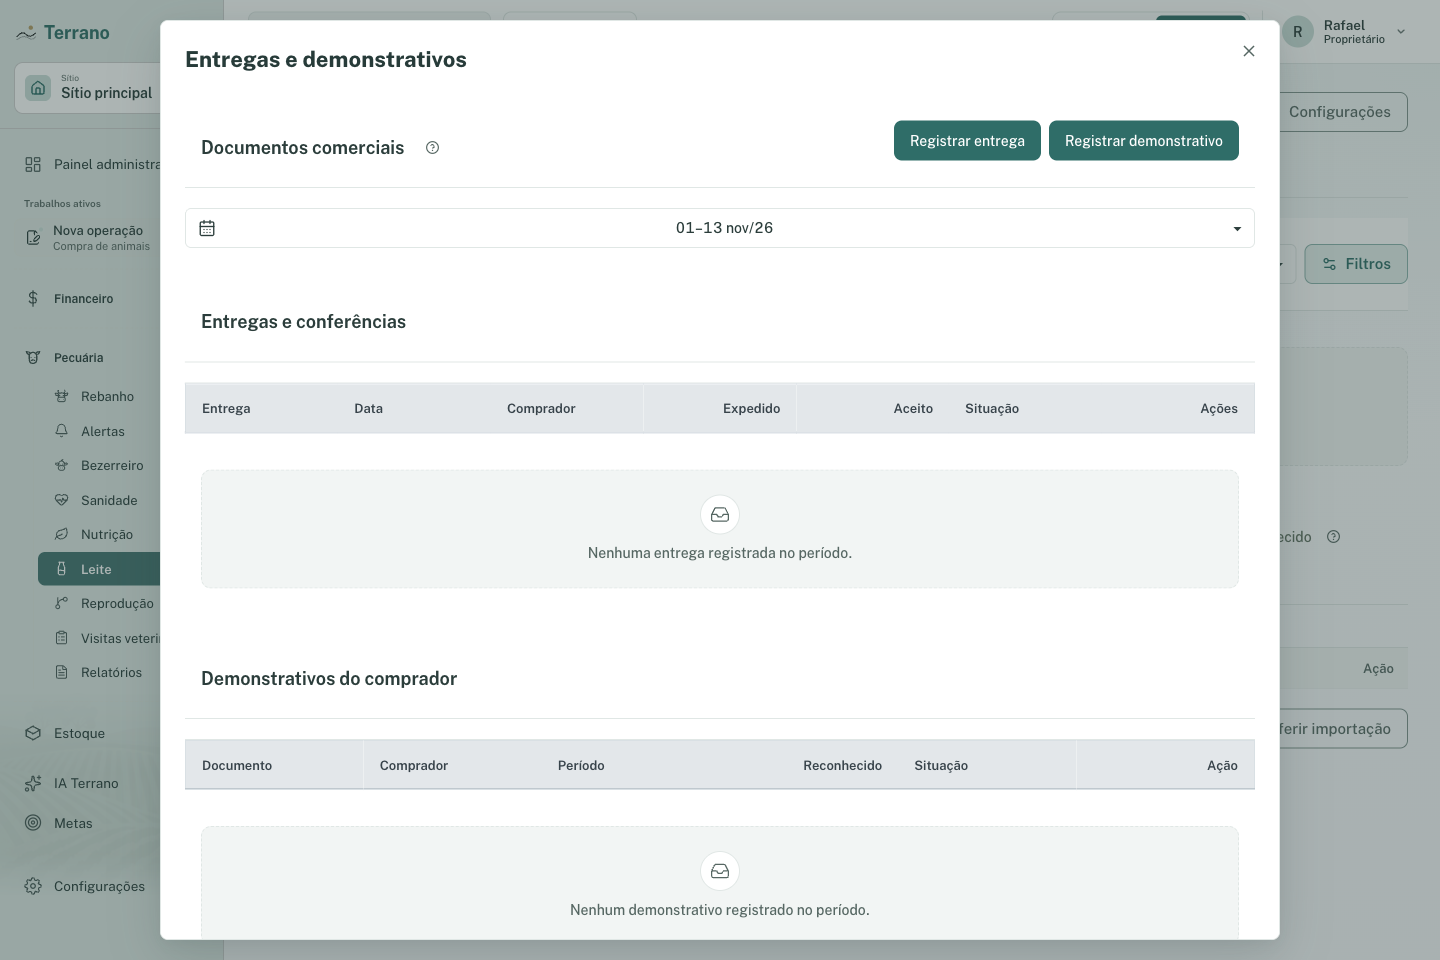 Terrano
Sítio
Sítio principal
Painel administra
Trabalhos ativos
Nova operação
Compra de animais
Financeiro
Pecuária
Rebanho
Alertas
Bezerreiro
Sanidade
Nutrição
Leite
Reprodução
Visitas veteri
Relatórios
Estoque
IA Terrano
Metas
Configurações
Entregas e demonstrativos
Documentos comerciais
Registrar entrega
Registrar demonstrativo
01–13 nov/26
Entregas e conferências
Entrega Data Comprador Expedido Aceito Situação Ações
Nenhuma entrega registrada no período.
Demonstrativos do comprador
Documento Comprador Período Reconhecido Situação Ação
Nenhum demonstrativo registrado no período.
R
Rafael
Proprietário
Configurações
Filtros
ecido
Ação
ferir importação